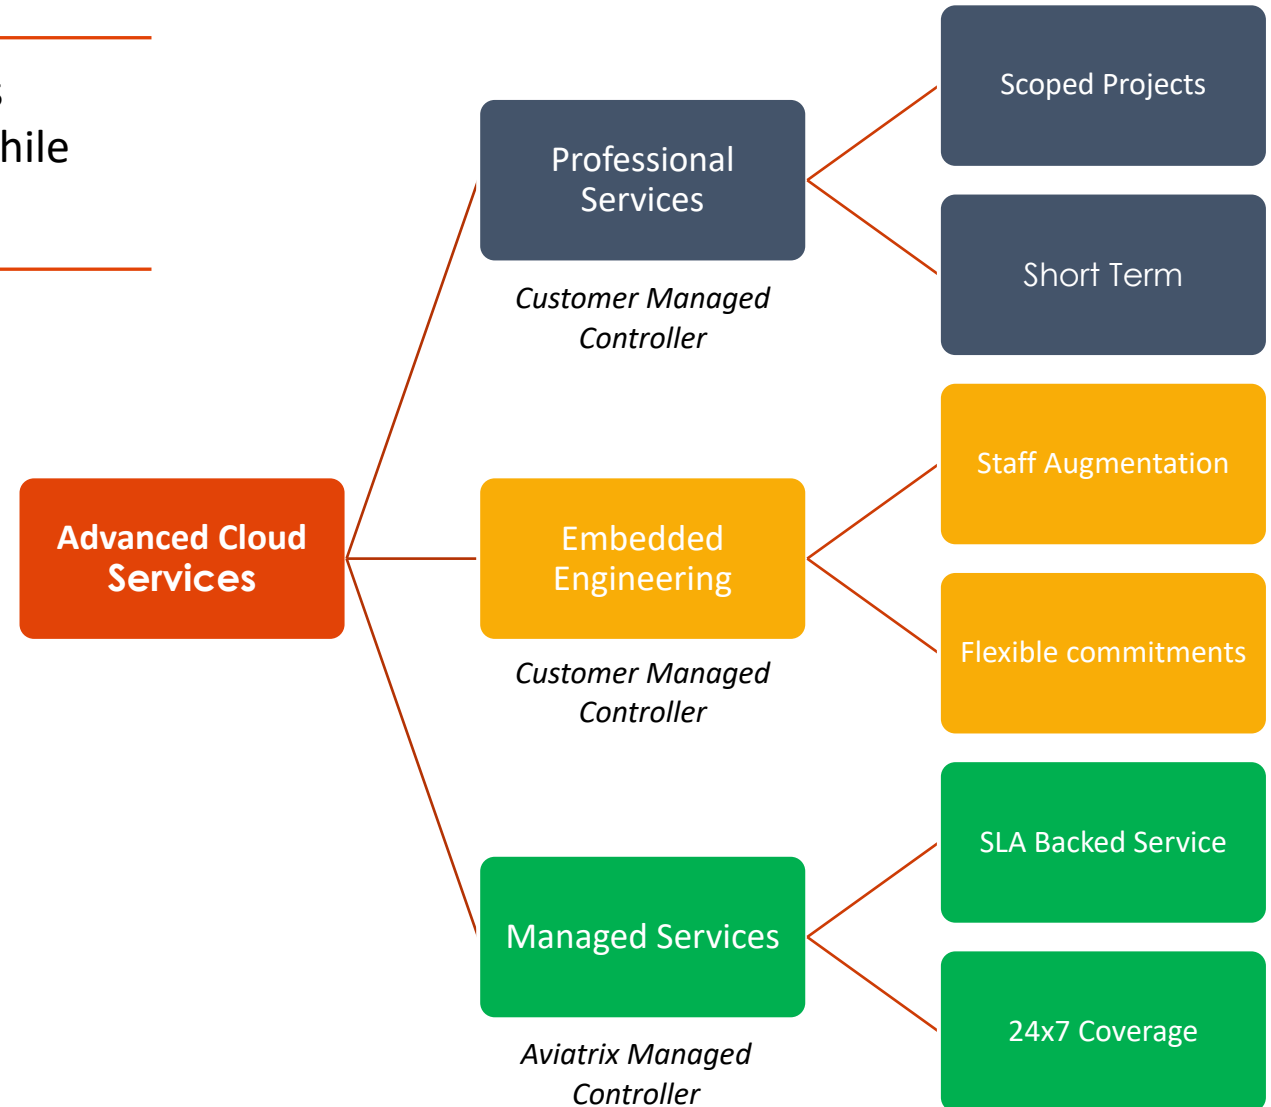 hile
Scoped Projects
Professional
Services
Short Term
Customer Managed
Controller
Staff Augmentation
Advanced Cloud
Services
Embedded
Engineering
Flexible commitments
Customer Managed
Controller
SLA Backed Service
Managed Services
24x7 Coverage
Aviatrix Managed
Controller